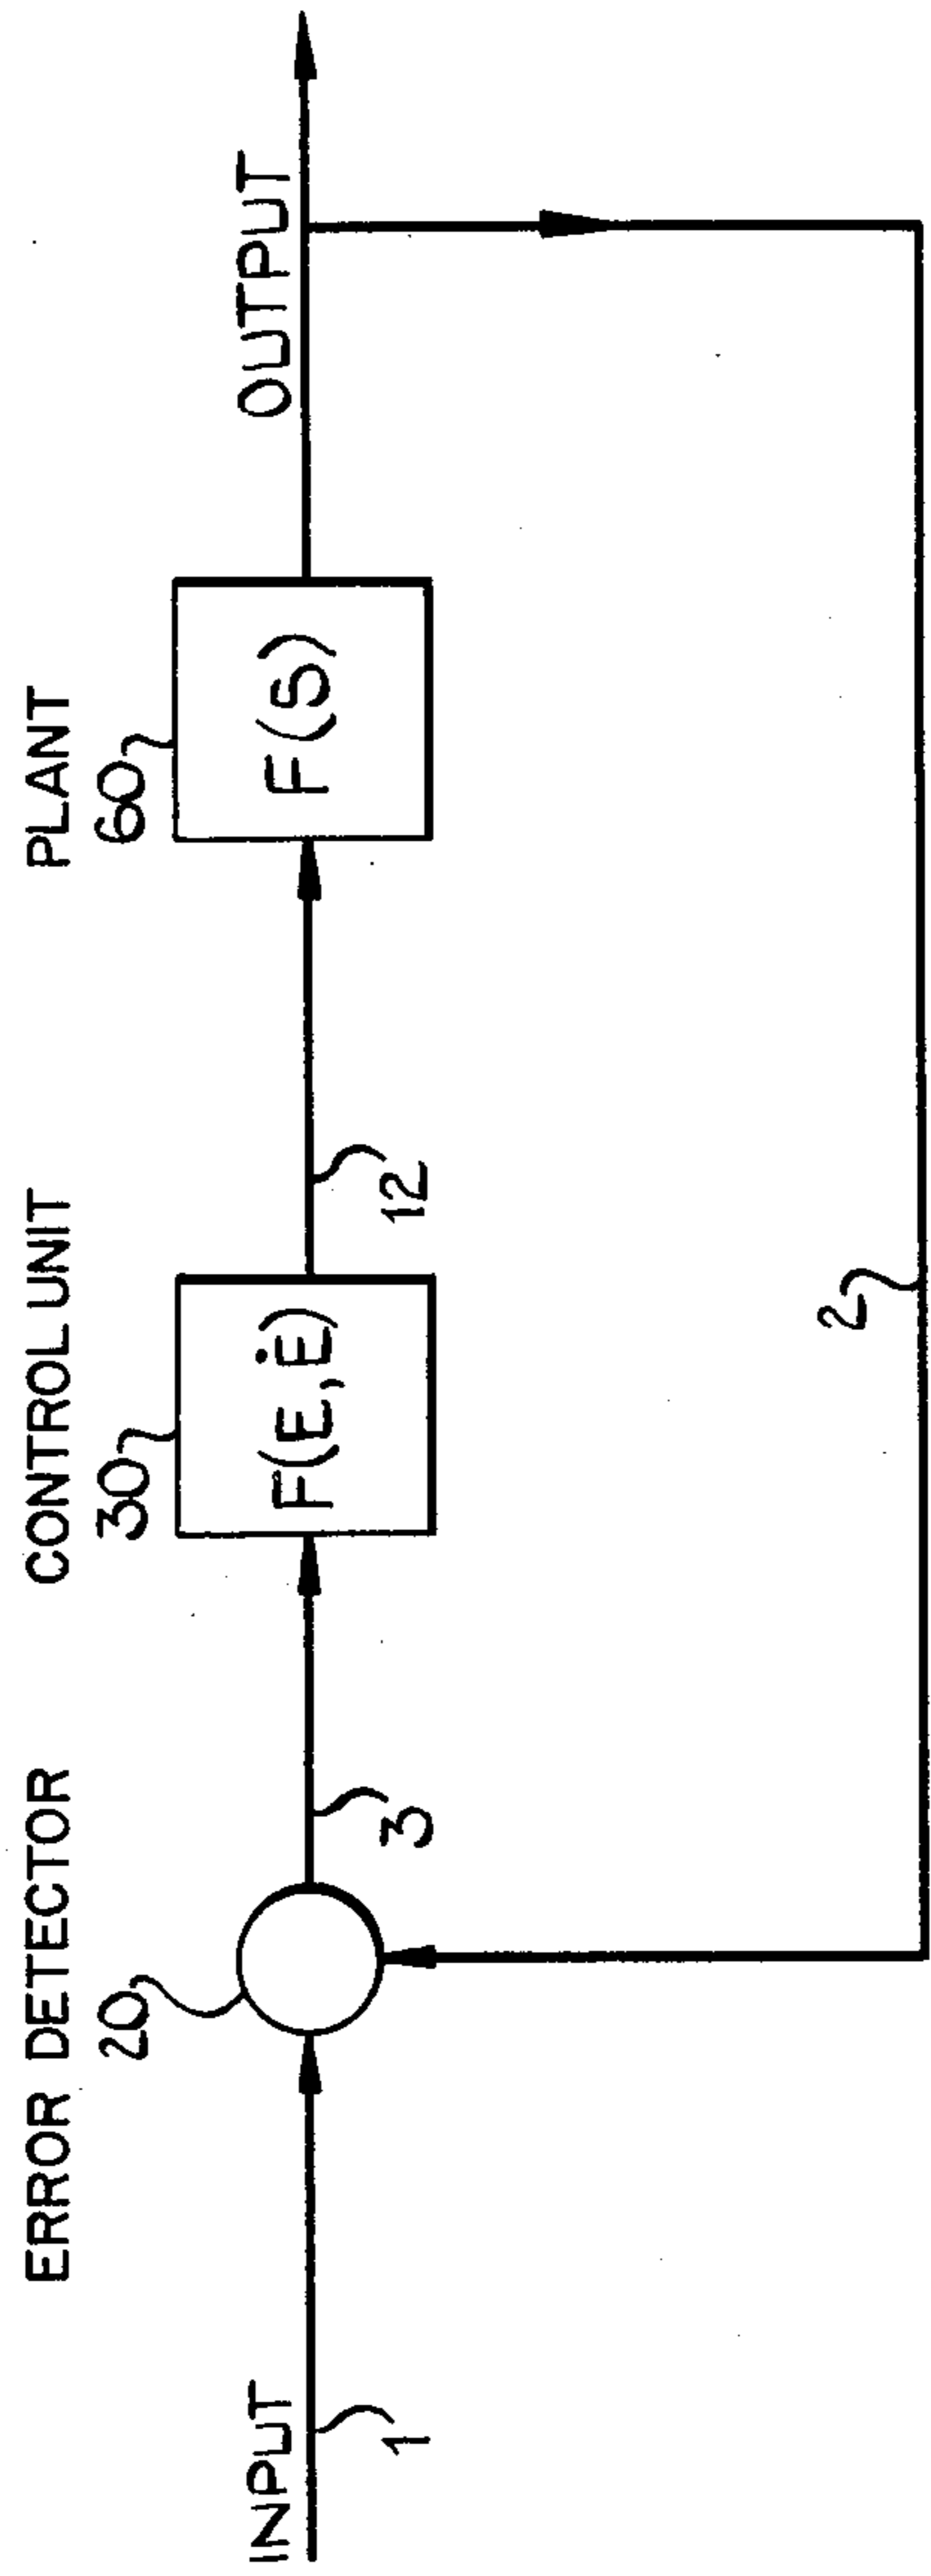 ERROR DETECTOR
CONTROL UNIT
PLANT
20
30
60
INPUT
F(E, Ė)
F(S)
OUTPUT
1
3
12
2